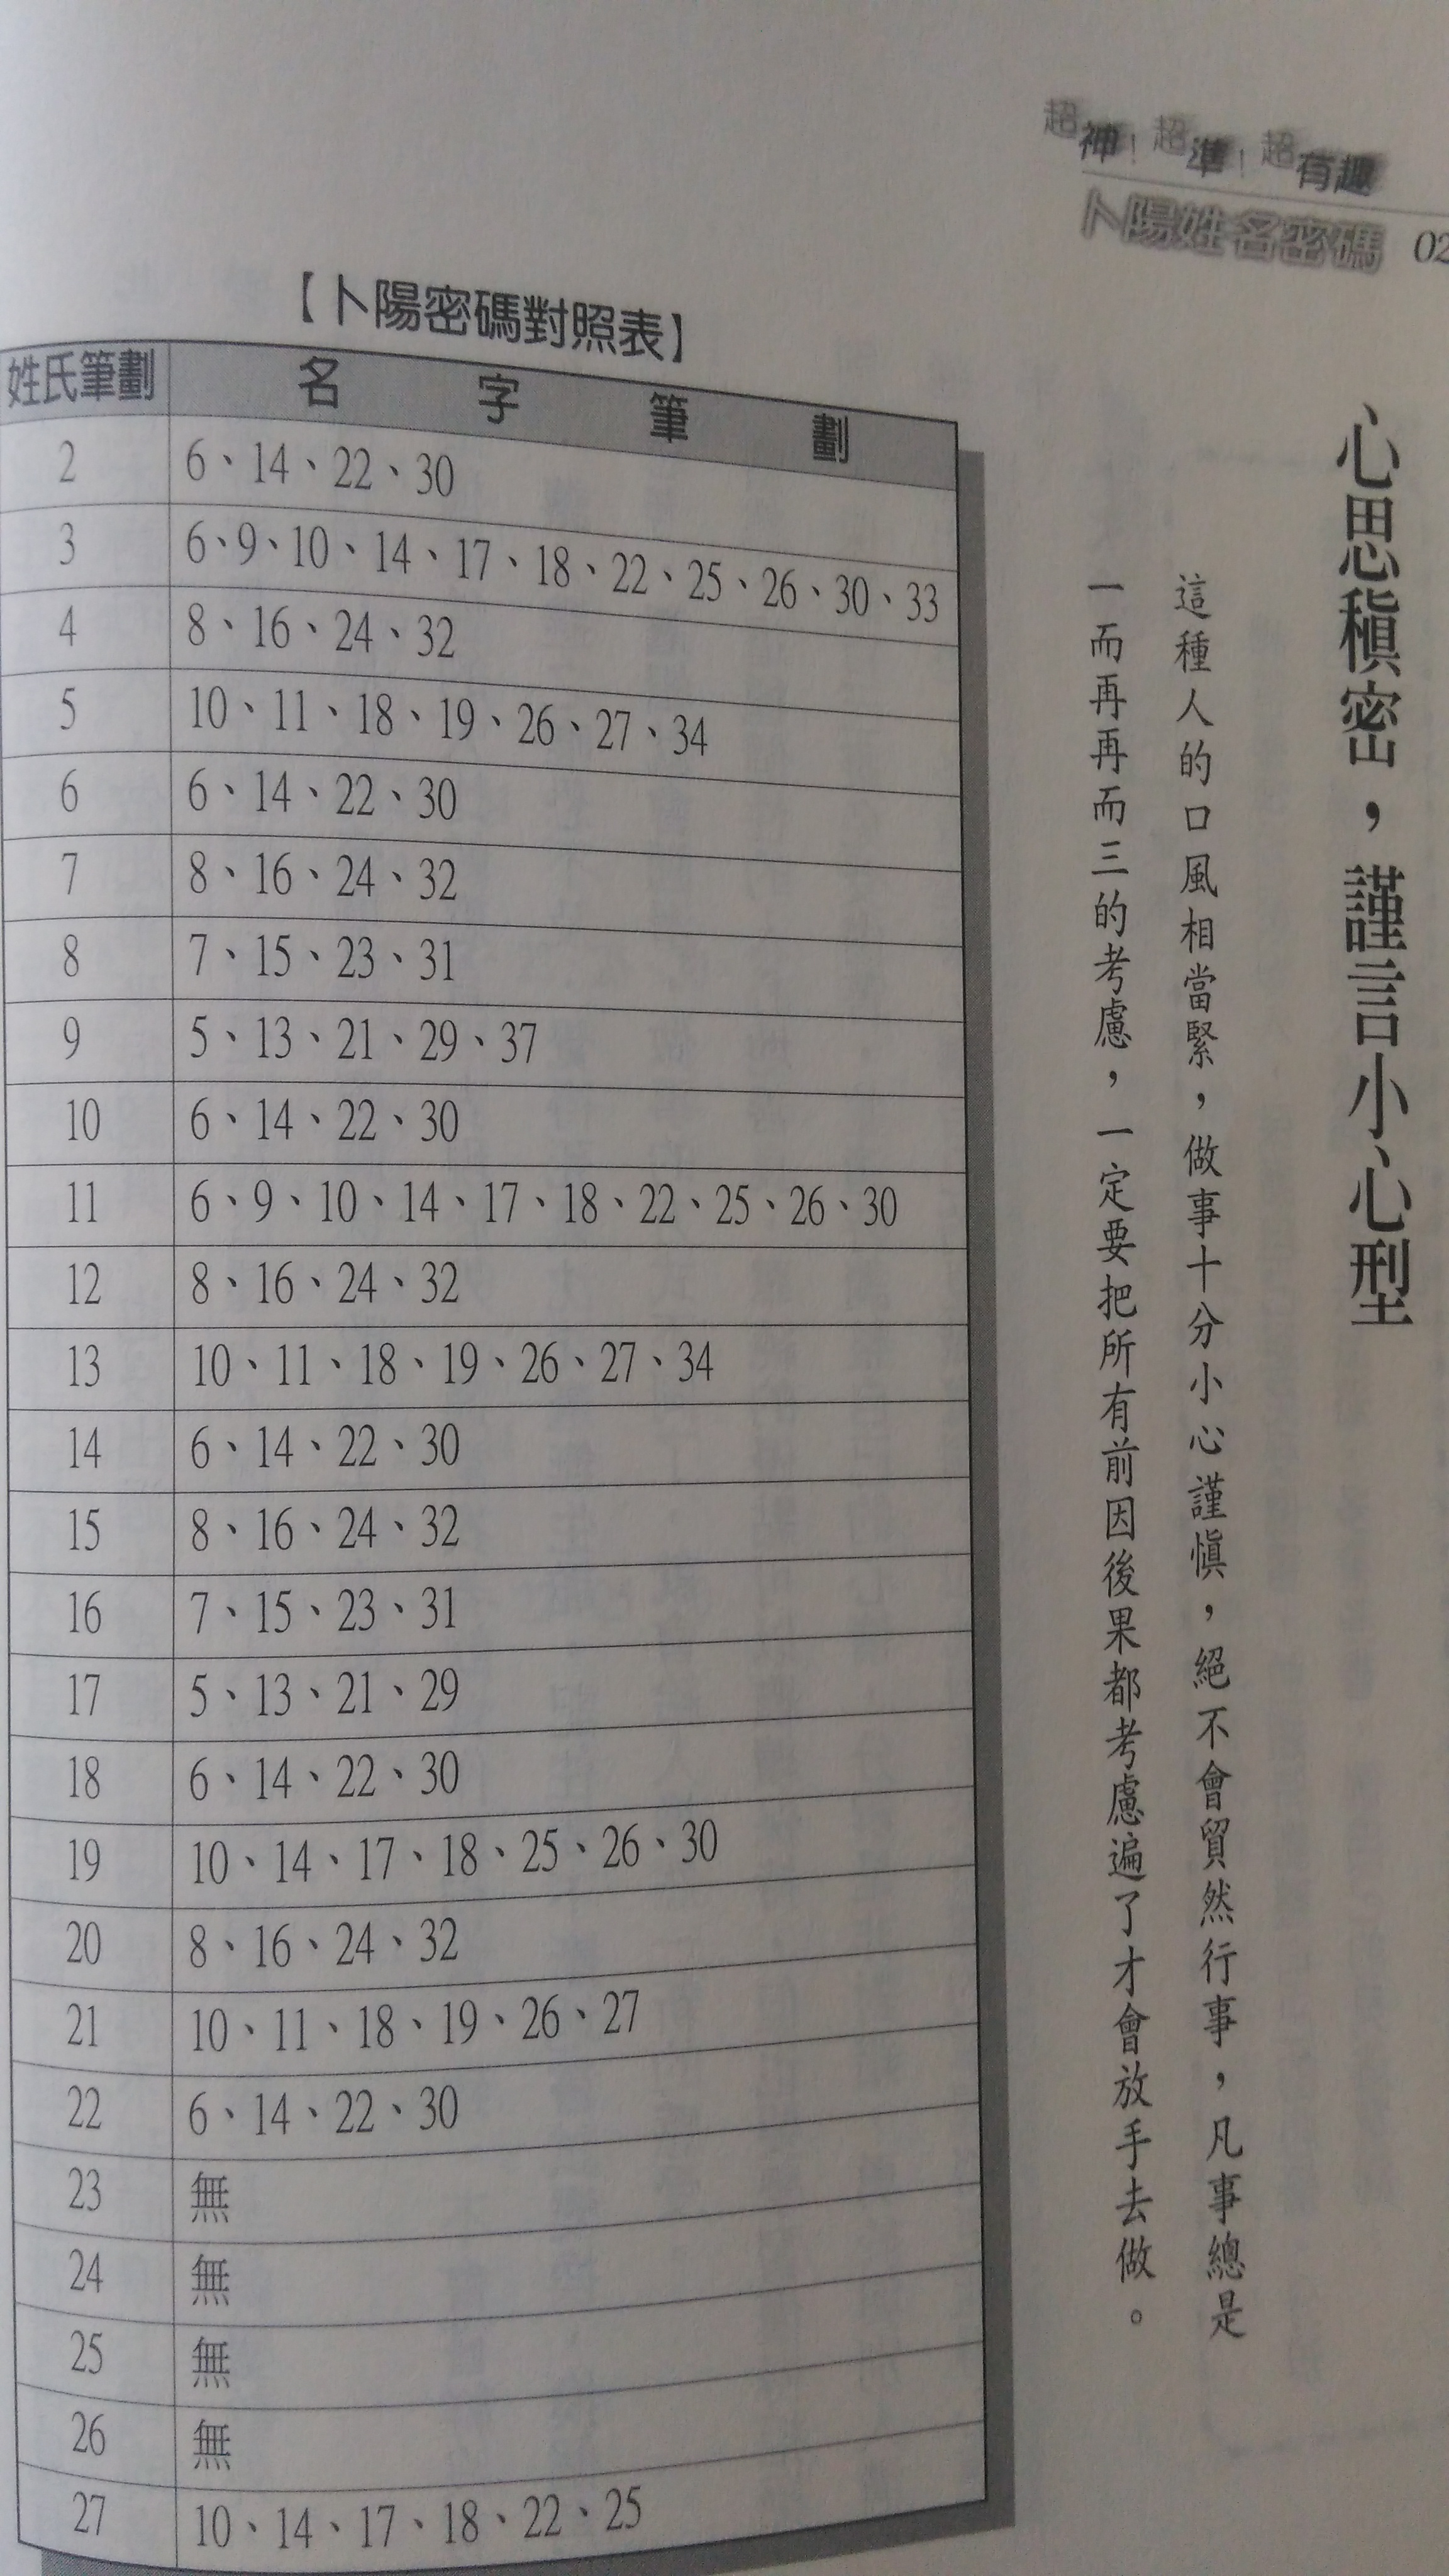 超神！超準！超有趣
卜陽姓名密碼 02
心思稹密，謹言小心型
這種人的口風相當緊，做事十分小心謹慎，絕不會貿然行事，凡事總是
一而再再而三的考慮，一定要把所有前因後果都考慮遍了才會放手去做。
【卜陽密碼對照表】
姓氏筆劃 名字筆劃
2 6、14、22、30
3 6、9、10、14、17、18、22、25、26、30、33
4 8、16、24、32
5 10、11、18、19、26、27、34
6 6、14、22、30
7 8、16、24、32
8 7、15、23、31
9 5、13、21、29、37
10 6、14、22、30
11 6、9、10、14、17、18、22、25、26、30
12 8、16、24、32
13 10、11、18、19、26、27、34
14 6、14、22、30
15 8、16、24、32
16 7、15、23、31
17 5、13、21、29
18 6、14、22、30
19 10、14、17、18、25、26、30
20 8、16、24、32
21 10、11、18、19、26、27
22 6、14、22、30
23 無
24 無
25 無
26 無
27 10、14、17、18、22、25